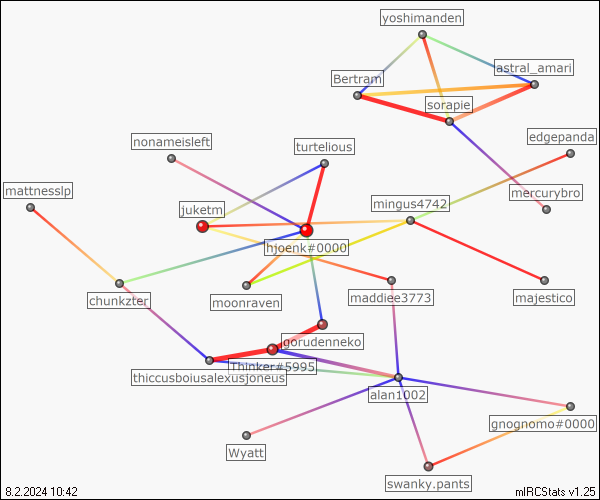 yoshimanden
Bertram
astral_amari
sorapie
edgepanda
nonameisleft
turtelious
mattnesslp
mercurybro
juketm
mingus4742
hjoenk#0000
chunkzter
moonraven
maddiee3773
majestico
gorudenneko
Thinker#5995
thiccusboiusalexusjoneus
alan1002
gnognomo#0000
Wyatt
swanky.pants
8.2.2024 10:42
mIRCStats v1.25